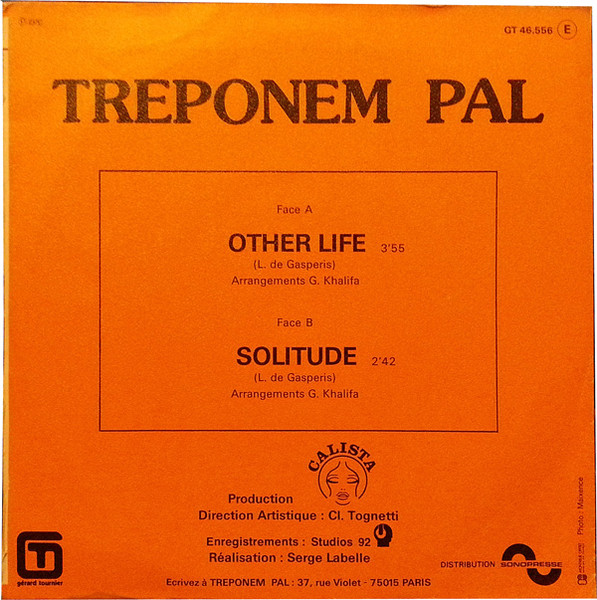 GT 46.556 E
TREPONEM PAL
Face A
OTHER LIFE 3'55
(L. de Gasperis)
Arrangements G. Khalifa
Face B
SOLITUDE 2'42
(L. de Gasperis)
Arrangements G. Khalifa
CALISTA
Production
Direction Artistique : Cl. Tognetti
Enregistrements : Studios 92
Réalisation : Serge Labelle
gérard tournier
DISTRIBUTION SONOPRESSE
Ecrivez à TREPONEM PAL : 37, rue Violet - 75015 PARIS
Photo : Maixence